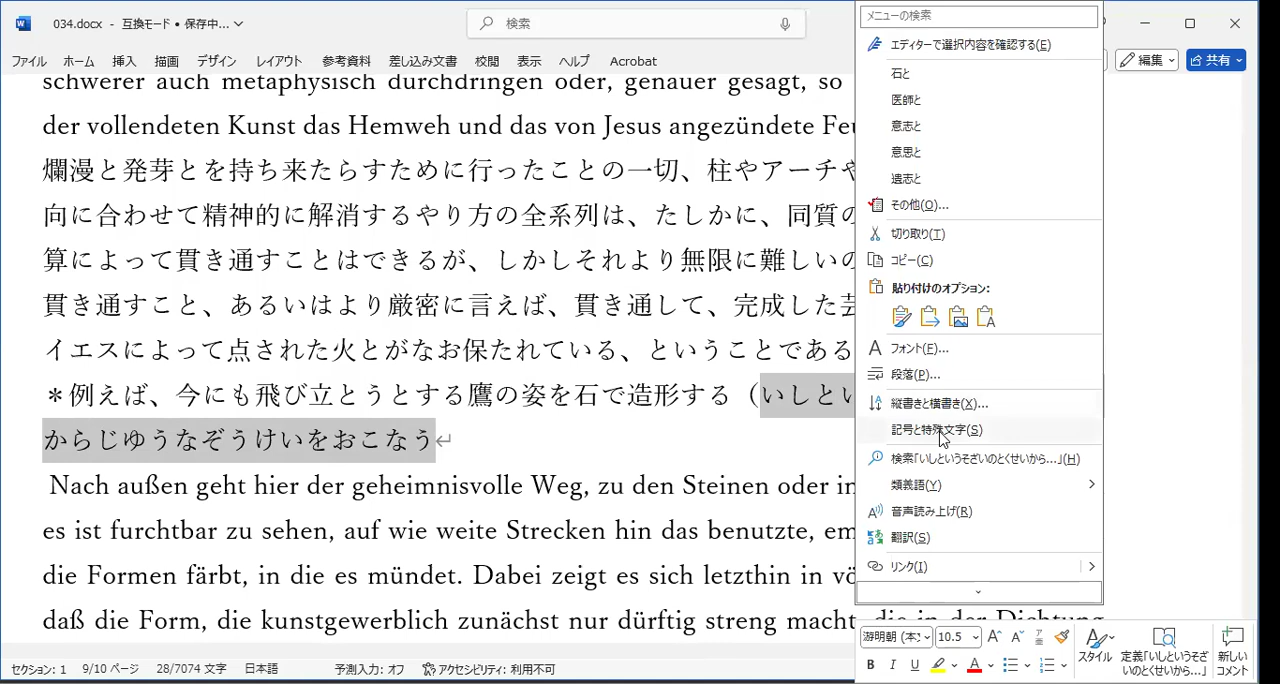 034.docx - 互換モード • 保存中...
検索
ファイル ホーム 挿入 描画 デザイン レイアウト 参考資料 差し込み文書 校閲 表示 ヘルプ Acrobat
編集 共有
schwerer auch metaphysisch durchdringen oder, genauer gesagt, so
der vollendeten Kunst das Hemweh und das von Jesus angezündete
爛漫と発芽とを持ち来たらすために行ったことの一切、柱やアーチや
向に合わせて精神的に解消するやり方の全系列は、たしかに、同質の
算によって貫き通すことはできるが、しかしそれより無限に難しいの
貫き通すこと、あるいはより厳密に言えば、貫き通して、完成した
イエスによって点された火とがなお保たれている、ということである
＊例えば、今にも飛び立とうとする鷹の姿を石で造形する（いしとい
からじゆうなぞうけいをおこなう↵
Nach außen geht hier der geheimnisvolle Weg, zu den Steinen oder in
es ist furchtbar zu sehen, auf wie weite Strecken hin das benutzte,
die Formen färbt, in die es mündet. Dabei zeigt es sich letzthin in
daß die Form, die kunstgewerblich zunächst nur dürftig streng macht, die in der Dichtung
メニューの検索
エディターで選択内容を確認する(E)
石と
医師と
意志と
意思と
遺志と
その他(O)...
切り取り(T)
コピー(C)
貼り付けのオプション:
フォント(F)...
段落(P)...
縦書きと横書き(X)...
記号と特殊文字(S)
検索「いしというそざいのとくせいから...」(H)
類義語(Y)
音声読み上げ(R)
翻訳(S)
リンク(I)
游明朝 (本 10.5
B I U
スタイル
定義「いしというそざ
いのとくせいから...」
新しい
コメント
セクション: 1 9/10 ページ 28/7074 文字 日本語 予測入力: オフ アクセシビリティ: 利用不可